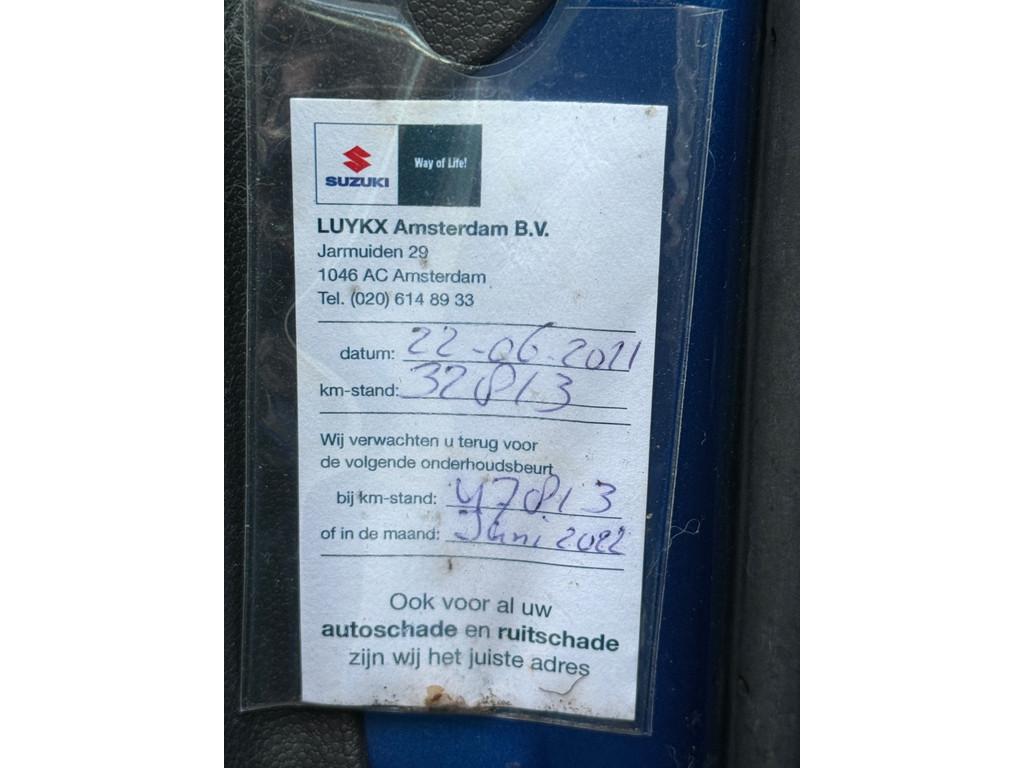 SUZUKI
Way of Life!
LUYKX Amsterdam B.V.
Jarmuiden 29
1046 AC Amsterdam
Tel. (020) 614 89 33
datum: 22-06-2021
km-stand: 32813
Wij verwachten u terug voor
de volgende onderhoudsbeurt
bij km-stand: 47813
of in de maand: Juni 2022
Ook voor al uw
autoschade en ruitschade
zijn wij het juiste adres